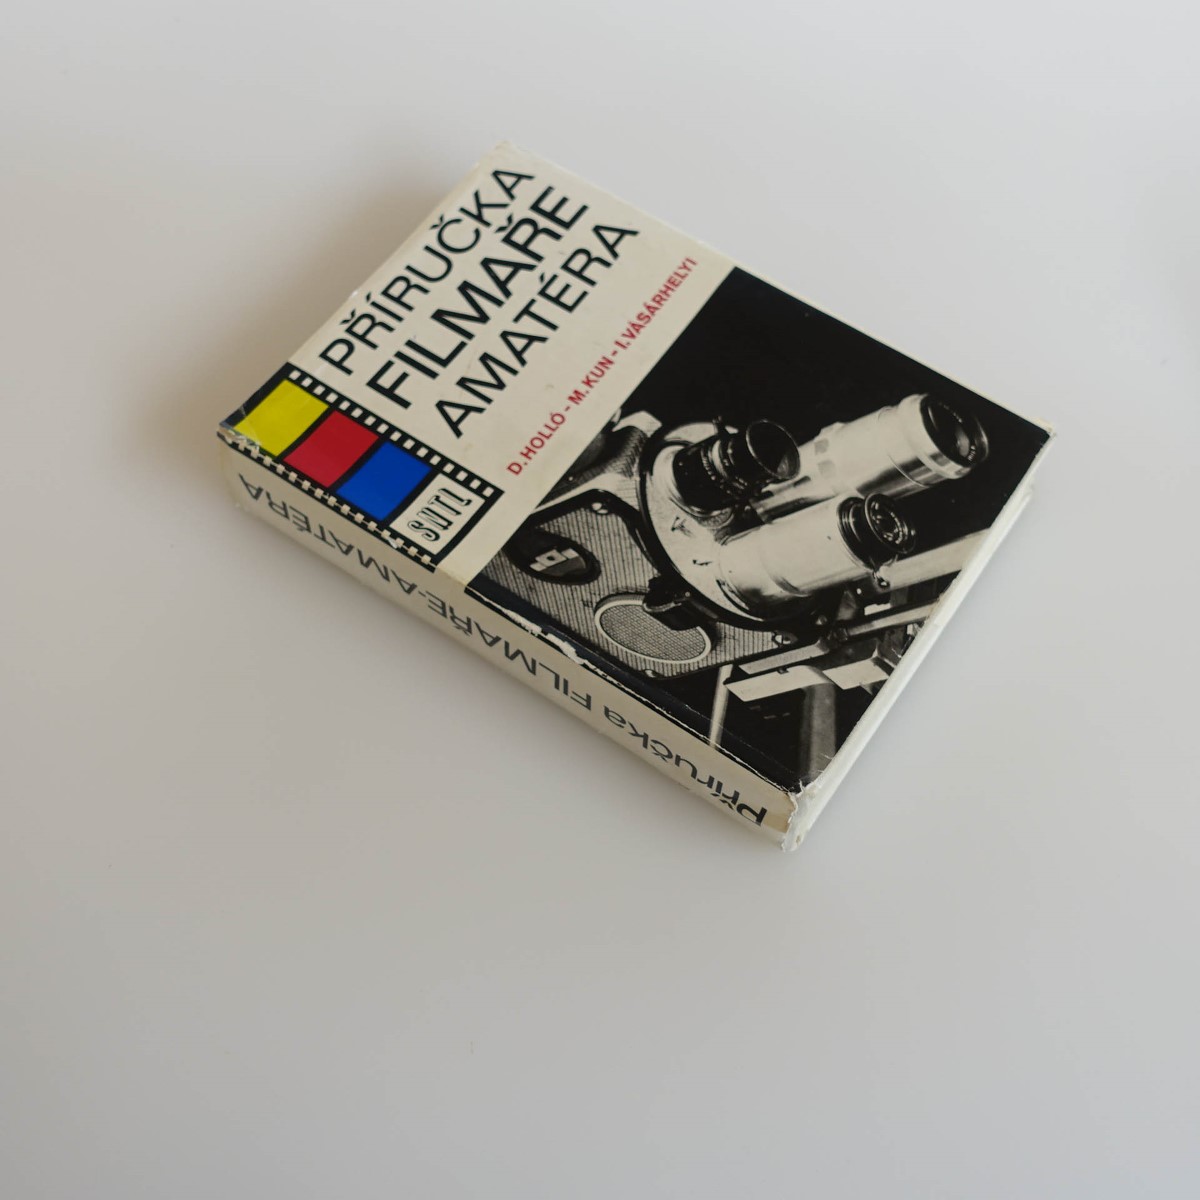 PŘÍRUČKA
FILMAŘE
AMATÉRA
D. HOLLÓ - M. KUN - I. VÁSÁRHELYI
SNTL
Příručka FILMAŘE-AMATÉRA